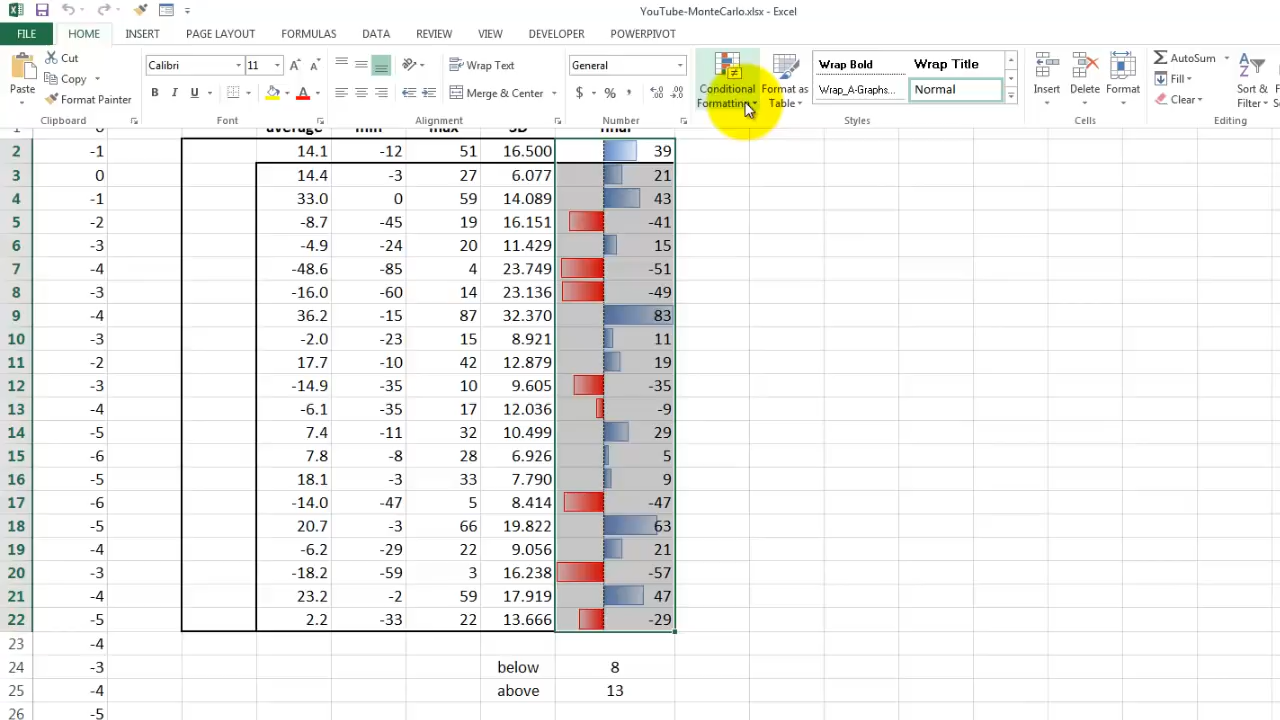 YouTube-MonteCarlo.xlsx - Excel
FILE HOME INSERT PAGE LAYOUT FORMULAS DATA REVIEW VIEW DEVELOPER POWERPIVOT
Paste
Cut
Copy
Format Painter
Clipboard
Calibri 11
B I U
Font
Wrap Text
Merge & Center
Alignment
General
$ % ,
Number
Conditional Formatting
Format as Table
Wrap Bold Wrap Title
Wrap_A-Graphs... Normal
Styles
Insert Delete Format
Cells
AutoSum
Fill
Clear
Sort &
Filter
Editing
1 0 average min max SD final
2 -1 14.1 -12 51 16.500 39
3 0 14.4 -3 27 6.077 21
4 -1 33.0 0 59 14.089 43
5 -2 -8.7 -45 19 16.151 -41
6 -3 -4.9 -24 20 11.429 15
7 -4 -48.6 -85 4 23.749 -51
8 -3 -16.0 -60 14 23.136 -49
9 -4 36.2 -15 87 32.370 83
10 -3 -2.0 -23 15 8.921 11
11 -2 17.7 -10 42 12.879 19
12 -3 -14.9 -35 10 9.605 -35
13 -4 -6.1 -35 17 12.036 -9
14 -5 7.4 -11 32 10.499 29
15 -6 7.8 -8 28 6.926 5
16 -5 18.1 -3 33 7.790 9
17 -6 -14.0 -47 5 8.414 -47
18 -5 20.7 -3 66 19.822 63
19 -4 -6.2 -29 22 9.056 21
20 -3 -18.2 -59 3 16.238 -57
21 -4 23.2 -2 59 17.919 47
22 -5 2.2 -33 22 13.666 -29
23 -4
24 -3 below 8
25 -4 above 13
26 -5